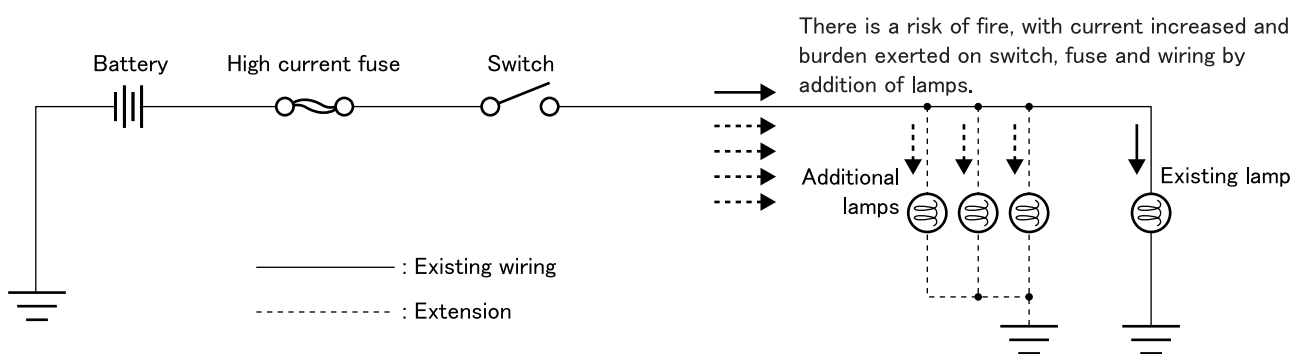 There is a risk of fire, with current increased and
burden exerted on switch, fuse and wiring by
addition of lamps.
Battery
High current fuse
Switch
Additional
lamps
Existing lamp
: Existing wiring
: Extension